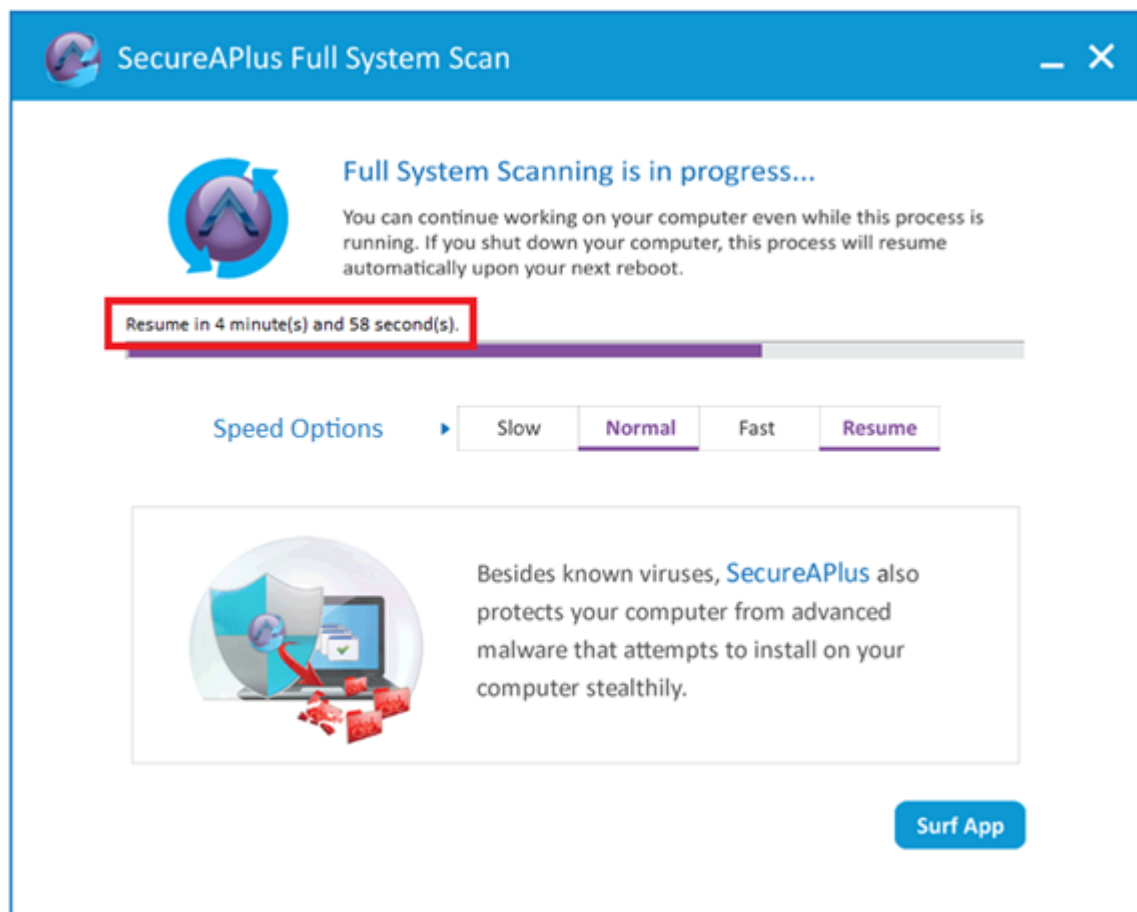 SecureAPlus Full System Scan
Full System Scanning is in progress...
You can continue working on your computer even while this process is
running. If you shut down your computer, this process will resume
automatically upon your next reboot.
Resume in 4 minute(s) and 58 second(s).
Speed Options Slow Normal Fast Resume
Besides known viruses, SecureAPlus also
protects your computer from advanced
malware that attempts to install on your
computer stealthily.
Surf App